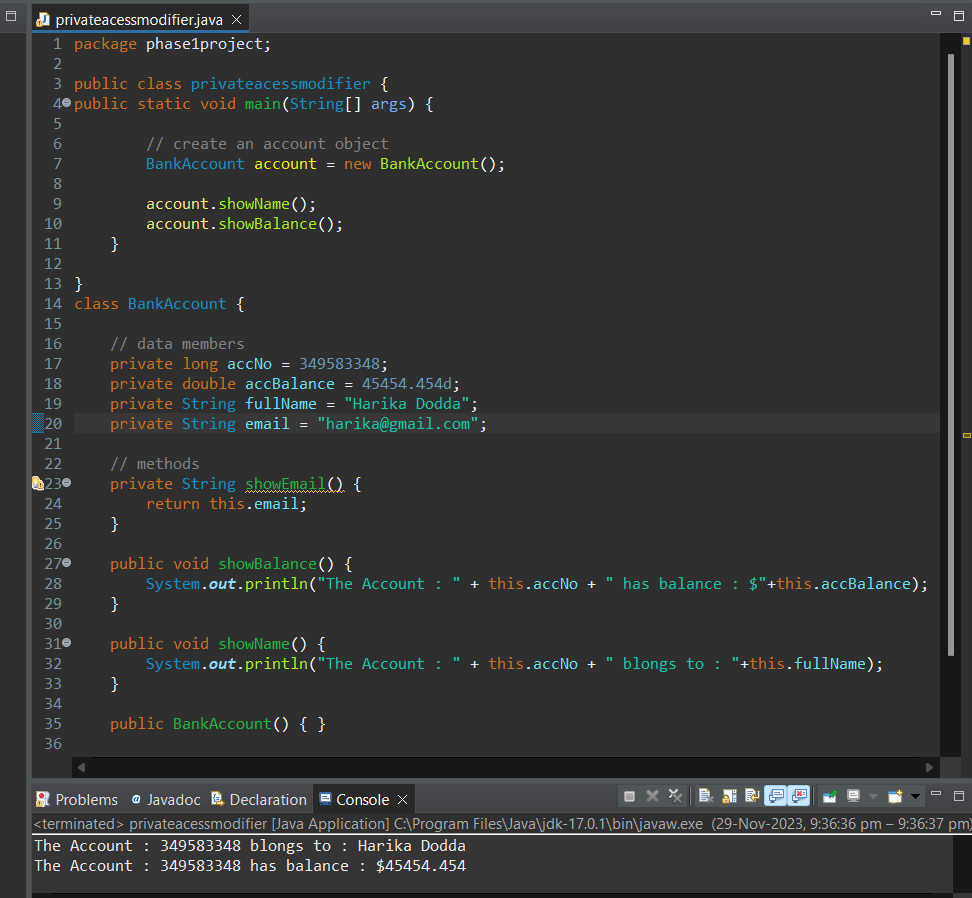 privateacessmodifier.java
1 package phase1project;
2
3 public class privateacessmodifier {
4 public static void main(String[] args) {
5
6 // create an account object
7 BankAccount account = new BankAccount();
8
9 account.showName();
10 account.showBalance();
11 }
12
13 }
14 class BankAccount {
15
16 // data members
17 private long accNo = 349583348;
18 private double accBalance = 45454.454d;
19 private String fullName = "Harika Dodda";
20 private String email = "harika@gmail.com";
21
22 // methods
23 private String showEmail() {
24 return this.email;
25 }
26
27 public void showBalance() {
28 System.out.println("The Account : " + this.accNo + " has balance : $"+this.accBalance);
29 }
30
31 public void showName() {
32 System.out.println("The Account : " + this.accNo + " blongs to : "+this.fullName);
33 }
34
35 public BankAccount() { }
36
Problems @ Javadoc Declaration Console
<terminated> privateacessmodifier [Java Application] C:\Program Files\Java\jdk-17.0.1\bin\javaw.exe (29-Nov-2023, 9:36:36 pm – 9:36:37 pm)
The Account : 349583348 blongs to : Harika Dodda
The Account : 349583348 has balance : $45454.454